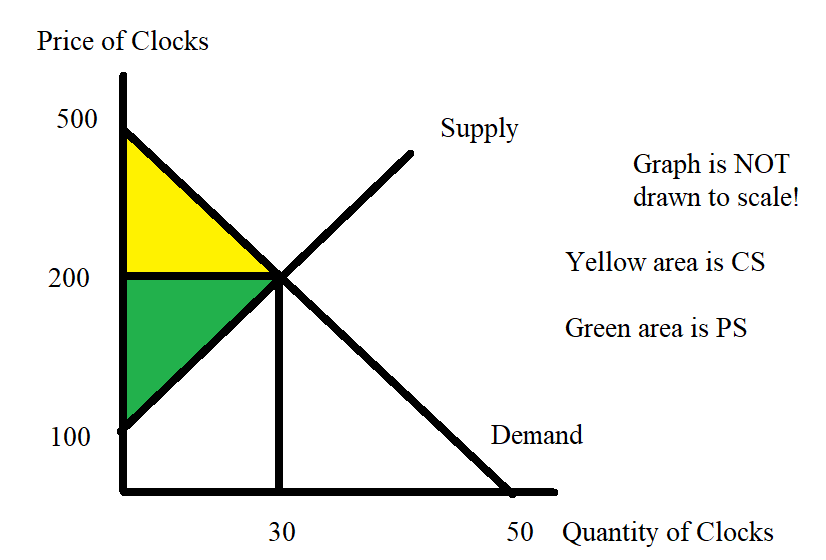 Price of Clocks
500
Supply
Graph is NOT
drawn to scale!
Yellow area is CS
200
Green area is PS
100
Demand
30
50
Quantity of Clocks